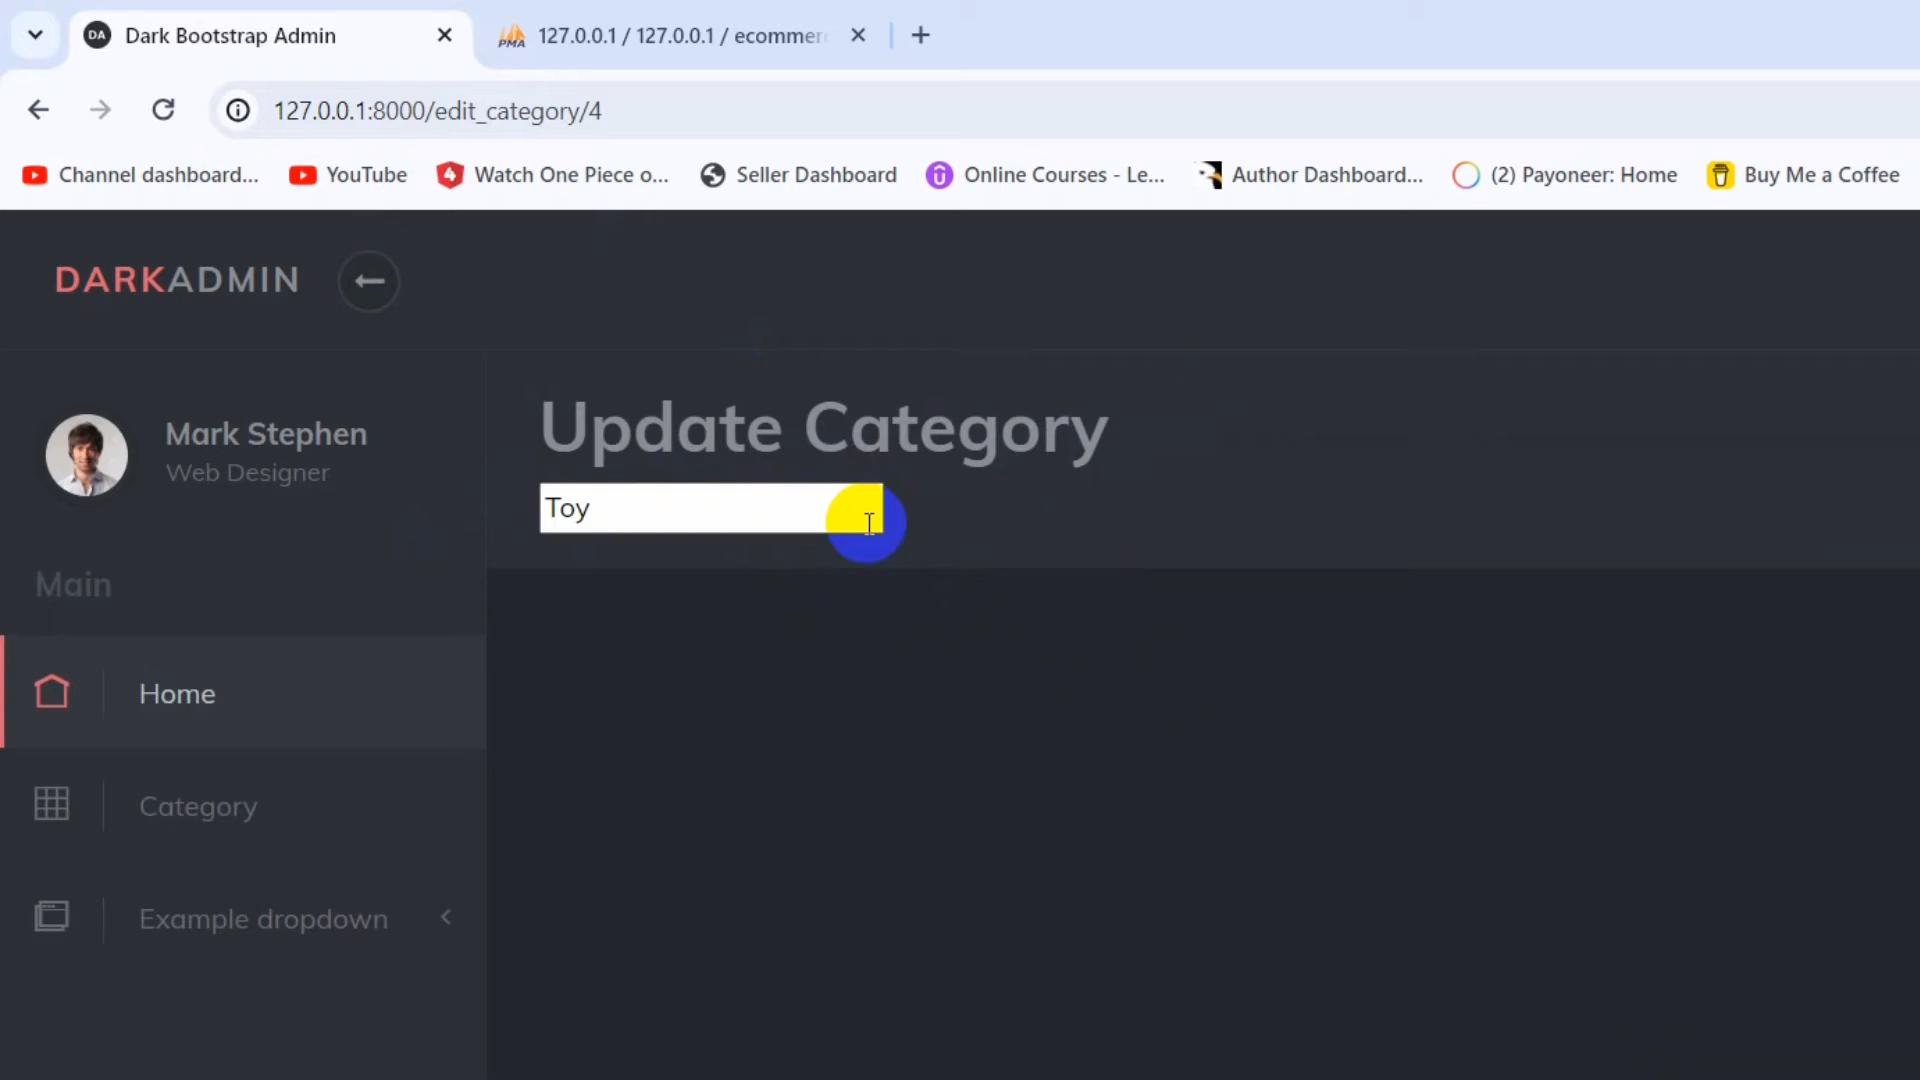 DA Dark Bootstrap Admin
PMA 127.0.0.1 / 127.0.0.1 / ecommer
127.0.0.1:8000/edit_category/4
Channel dashboard... YouTube Watch One Piece o... Seller Dashboard Online Courses - Le... Author Dashboard... (2) Payoneer: Home Buy Me a Coffee
DARKADMIN
Mark Stephen
Web Designer
Update Category
Toy
Main
Home
Category
Example dropdown